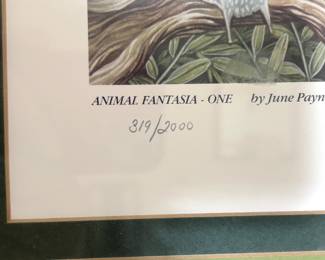 ANIMAL FANTASIA - ONE by June Payn
319/2000